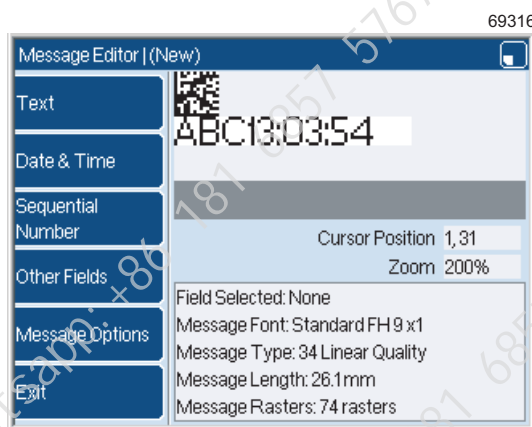 69316
Message Editor | (New)
Text
ABC13:03:54
Date & Time
Sequential
Number
Cursor Position 1,31
Zoom 200%
Other Fields
Field Selected: None
Message Font: Standard FH 9 x1
Message Options
Message Type: 34 Linear Quality
Message Length: 26.1mm
Exit
Message Rasters: 74 rasters